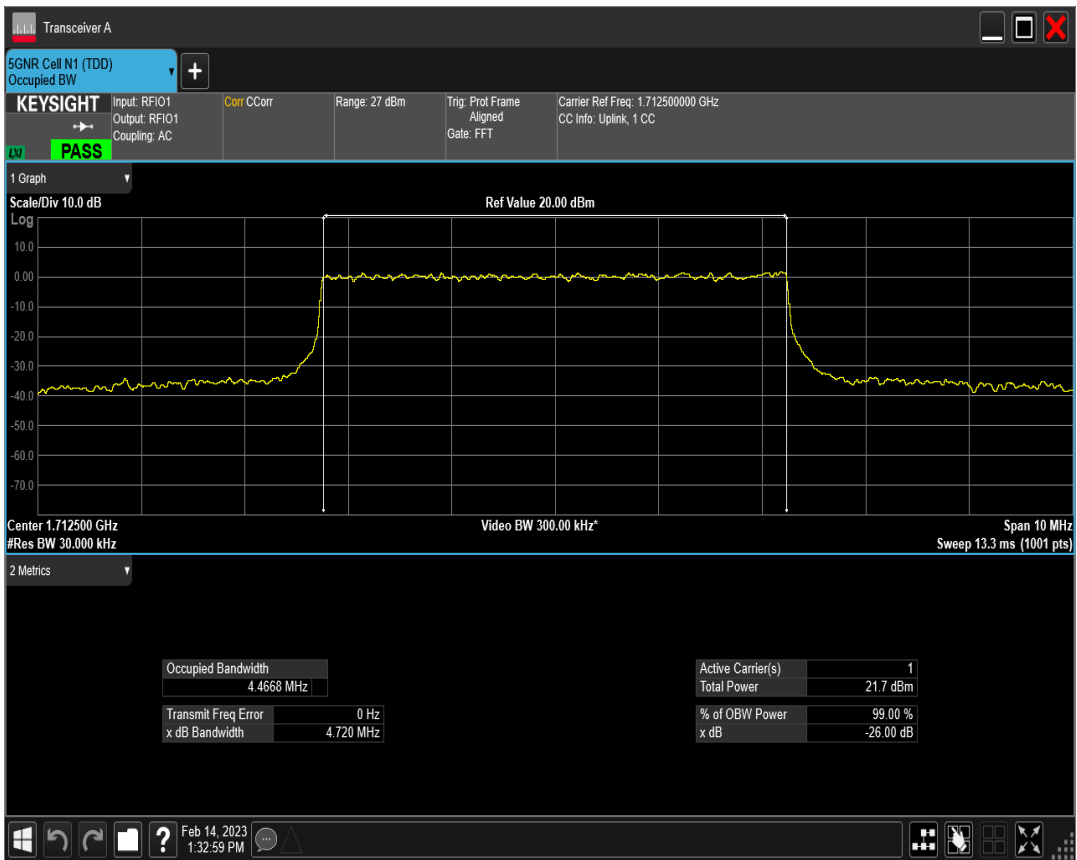 Transceiver A
5GNR Cell N1 (TDD)
Occupied BW
+
KEYSIGHT
LXI
PASS
Input: RFIO1
Output: RFIO1
Coupling: AC
Corr CCorr
Range: 27 dBm
Trig: Prot Frame
Aligned
Gate: FFT
Carrier Ref Freq: 1.712500000 GHz
CC Info: Uplink, 1 CC
1 Graph
Scale/Div 10.0 dB
Ref Value 20.00 dBm
Log
10.0
0.00
-10.0
-20.0
-30.0
-40.0
-50.0
-60.0
-70.0
Center 1.712500 GHz
Video BW 300.00 kHz*
Span 10 MHz
#Res BW 30.000 kHz
Sweep 13.3 ms (1001 pts)
2 Metrics
Occupied Bandwidth
4.4668 MHz
Transmit Freq Error 0 Hz
x dB Bandwidth 4.720 MHz
Active Carrier(s) 1
Total Power 21.7 dBm
% of OBW Power 99.00 %
x dB -26.00 dB
?
Feb 14, 2023
1:32:59 PM